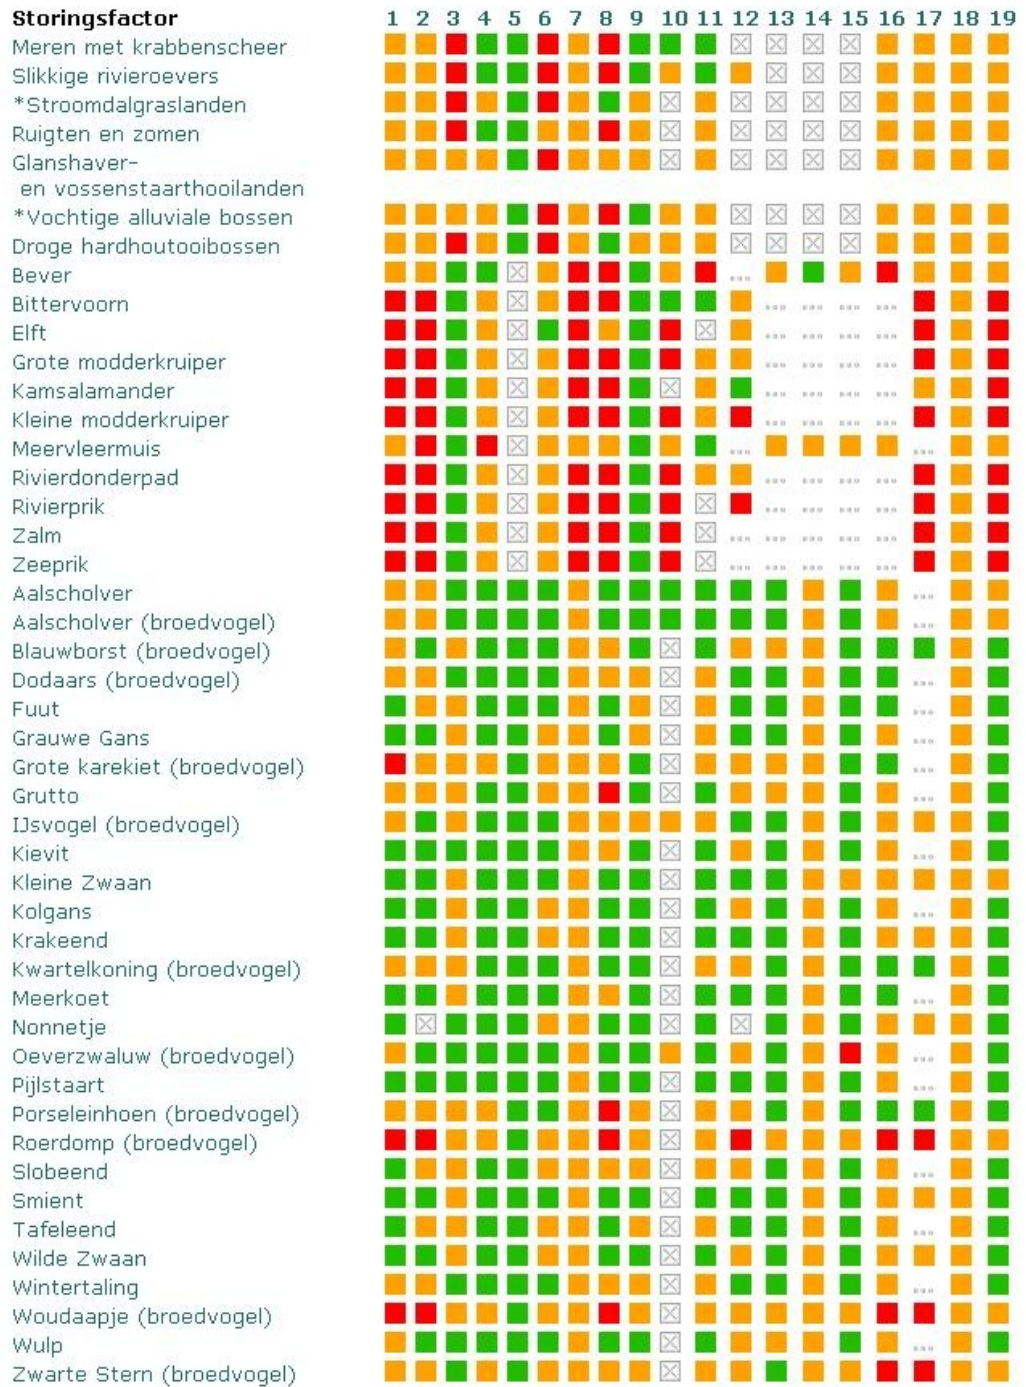 Storingsfactor 1 2 3 4 5 6 7 8 9 10 11 12 13 14 15 16 17 18 19
Meren met krabbenscheer
Slikkige rivieroevers
*Stroomdalgraslanden
Ruigten en zomen
Glanshaver-
en vossenstaarthooilanden
*Vochtige alluviale bossen
Droge hardhoutooibossen
Bever ...
Bittervoorn ... ... ... ...
Elft ... ... ... ...
Grote modderkruiper ... ... ... ...
Kamsalamander ... ... ... ...
Kleine modderkruiper ... ... ... ...
Meervleermuis ... ...
Rivierdonderpad ... ... ... ...
Rivierprik ... ... ... ...
Zalm ... ... ... ... ...
Zeeprik ... ... ... ... ...
Aalscholver ...
Aalscholver (broedvogel) ...
Blauwborst (broedvogel)
Dodaars (broedvogel) ...
Fuut ...
Grauwe Gans ...
Grote karekiet (broedvogel) ...
Grutto ...
IJsvogel (broedvogel)
Kievit ...
Kleine Zwaan
Kolgans ...
Krakeend
Kwartelkoning (broedvogel)
Meerkoet ...
Nonnetje
Oeverzwaluw (broedvogel) ...
Pijlstaart ...
Porseleinhoen (broedvogel)
Roerdomp (broedvogel)
Slobeend ...
Smient
Tafeleend ...
Wilde Zwaan
Wintertaling ...
Woudaapje (broedvogel)
Wulp ...
Zwarte Stern (broedvogel)